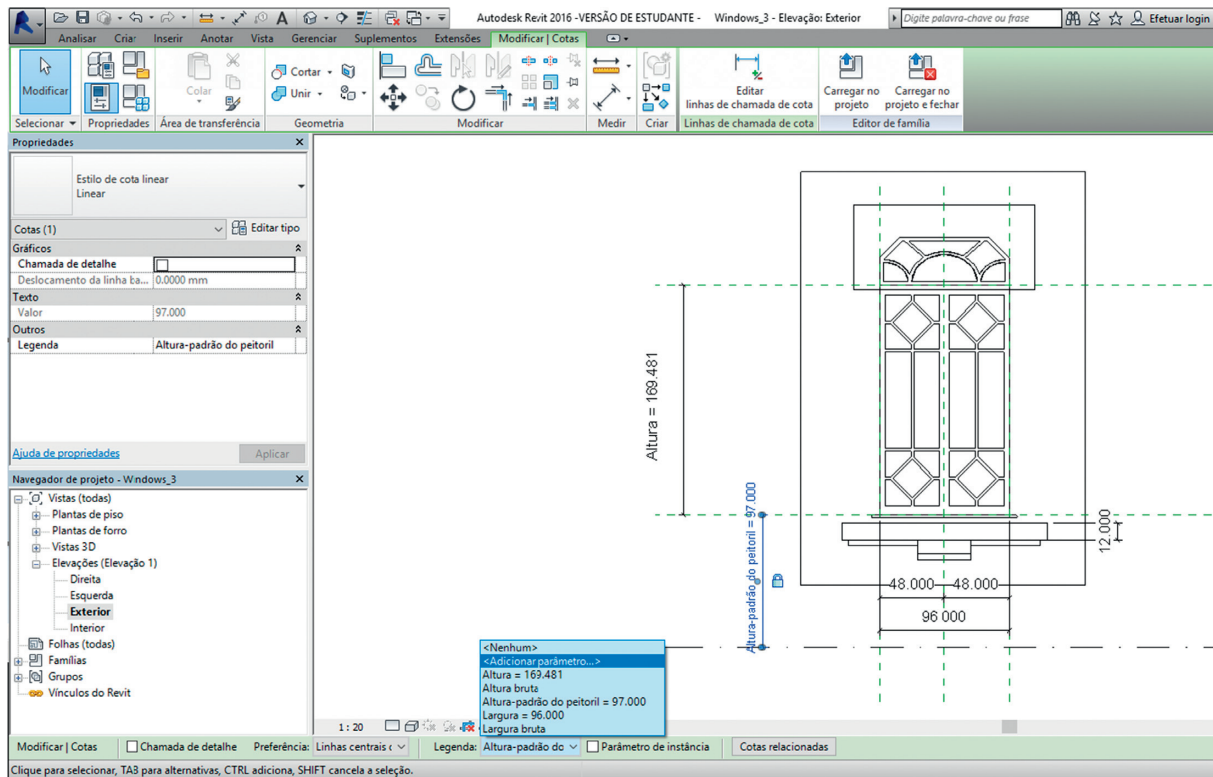 Autodesk Revit 2016 -VERSÃO DE ESTUDANTE - Windows_3 - Elevação: Exterior
Digite palavra-chave ou frase
Efetuar login
Analisar Criar Inserir Anotar Vista Gerenciar Suplementos Extensões Modificar | Cotas
Modificar
Colar
Cortar
Unir
Editar
linhas de chamada de cota
Carregar no
projeto
Carregar no
projeto e fechar
Selecionar Propriedades Área de transferência Geometria Modificar Medir Criar Linhas de chamada de cota Editor de família
Propriedades
Estilo de cota linear
Linear
Cotas (1)
Editar tipo
Gráficos
Chamada de detalhe
Deslocamento da linha ba... 0.0000 mm
Texto
Valor 97.000
Outros
Legenda Altura-padrão do peitoril
Ajuda de propriedades
Aplicar
Navegador de projeto - Windows_3
Vistas (todas)
Plantas de piso
Plantas de forro
Vistas 3D
Elevações (Elevação 1)
Direita
Esquerda
Exterior
Interior
Folhas (todas)
Famílias
Grupos
Vínculos do Revit
Altura = 169.481
Altura-padrão do peitoril = 97.000
12.000
48.000 48.000
96.000
<Nenhum>
<Adicionar parâmetro...>
Altura = 169.481
Altura bruta
Altura-padrão do peitoril = 97.000
Largura = 96.000
Largura bruta
1 : 20
Modificar | Cotas Chamada de detalhe Preferência: Linhas centrais c Legenda: Altura-padrão do Parâmetro de instância Cotas relacionadas
Clique para selecionar, TAB para alternativas, CTRL adiciona, SHIFT cancela a seleção.